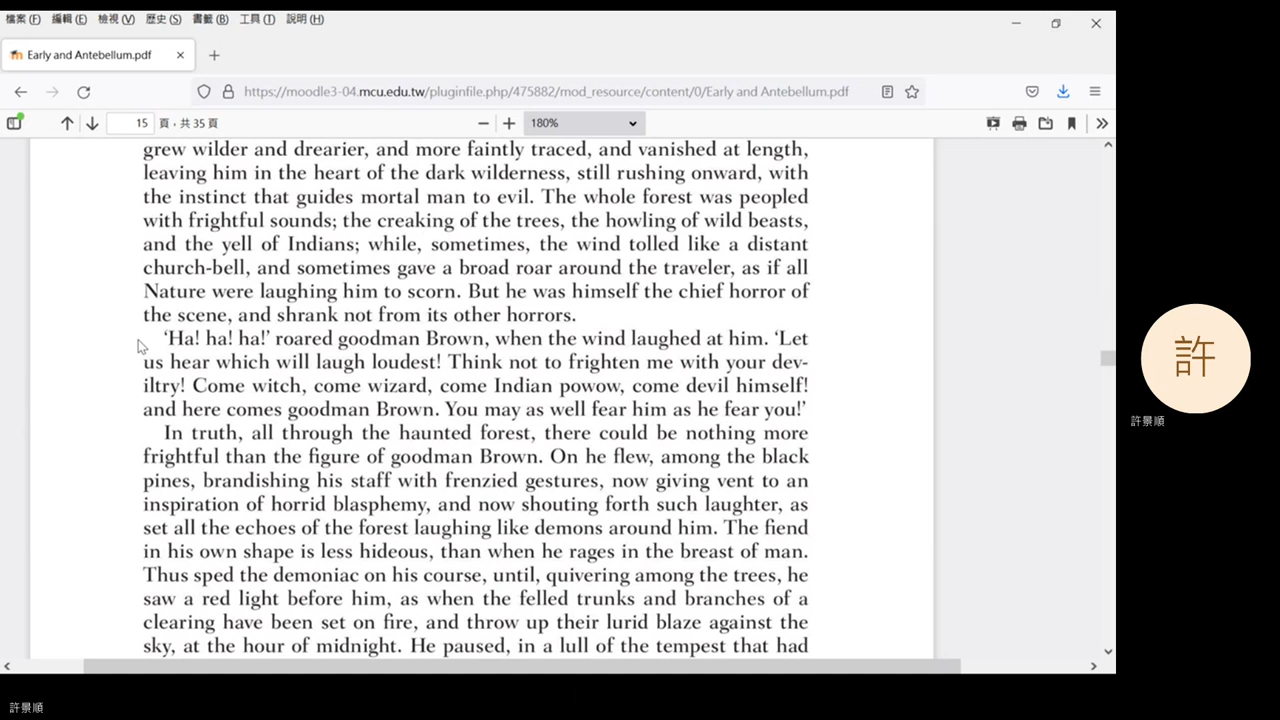 檔案 (F) 編輯(E) 檢視(V) 歷史(S) 書籤(B) 工具(T) 說明(H)
Early and Antebellum.pdf
https://moodle3-04.mcu.edu.tw/pluginfile.php/475882/mod_resource/content/0/Early and Antebellum.pdf
15 頁，共 35 頁 180%
grew wilder and drearier, and more faintly traced, and vanished at length,
leaving him in the heart of the dark wilderness, still rushing onward, with
the instinct that guides mortal man to evil. The whole forest was peopled
with frightful sounds; the creaking of the trees, the howling of wild beasts,
and the yell of Indians; while, sometimes, the wind tolled like a distant
church-bell, and sometimes gave a broad roar around the traveler, as if all
Nature were laughing him to scorn. But he was himself the chief horror of
the scene, and shrank not from its other horrors.
‘Ha! ha! ha!’ roared goodman Brown, when the wind laughed at him. ‘Let
us hear which will laugh loudest! Think not to frighten me with your dev-
iltry! Come witch, come wizard, come Indian powow, come devil himself!
and here comes goodman Brown. You may as well fear him as he fear you!’
In truth, all through the haunted forest, there could be nothing more
frightful than the figure of goodman Brown. On he flew, among the black
pines, brandishing his staff with frenzied gestures, now giving vent to an
inspiration of horrid blasphemy, and now shouting forth such laughter, as
set all the echoes of the forest laughing like demons around him. The fiend
in his own shape is less hideous, than when he rages in the breast of man.
Thus sped the demoniac on his course, until, quivering among the trees, he
saw a red light before him, as when the felled trunks and branches of a
clearing have been set on fire, and throw up their lurid blaze against the
sky, at the hour of midnight. He paused, in a lull of the tempest that had
許
許景順
許景順